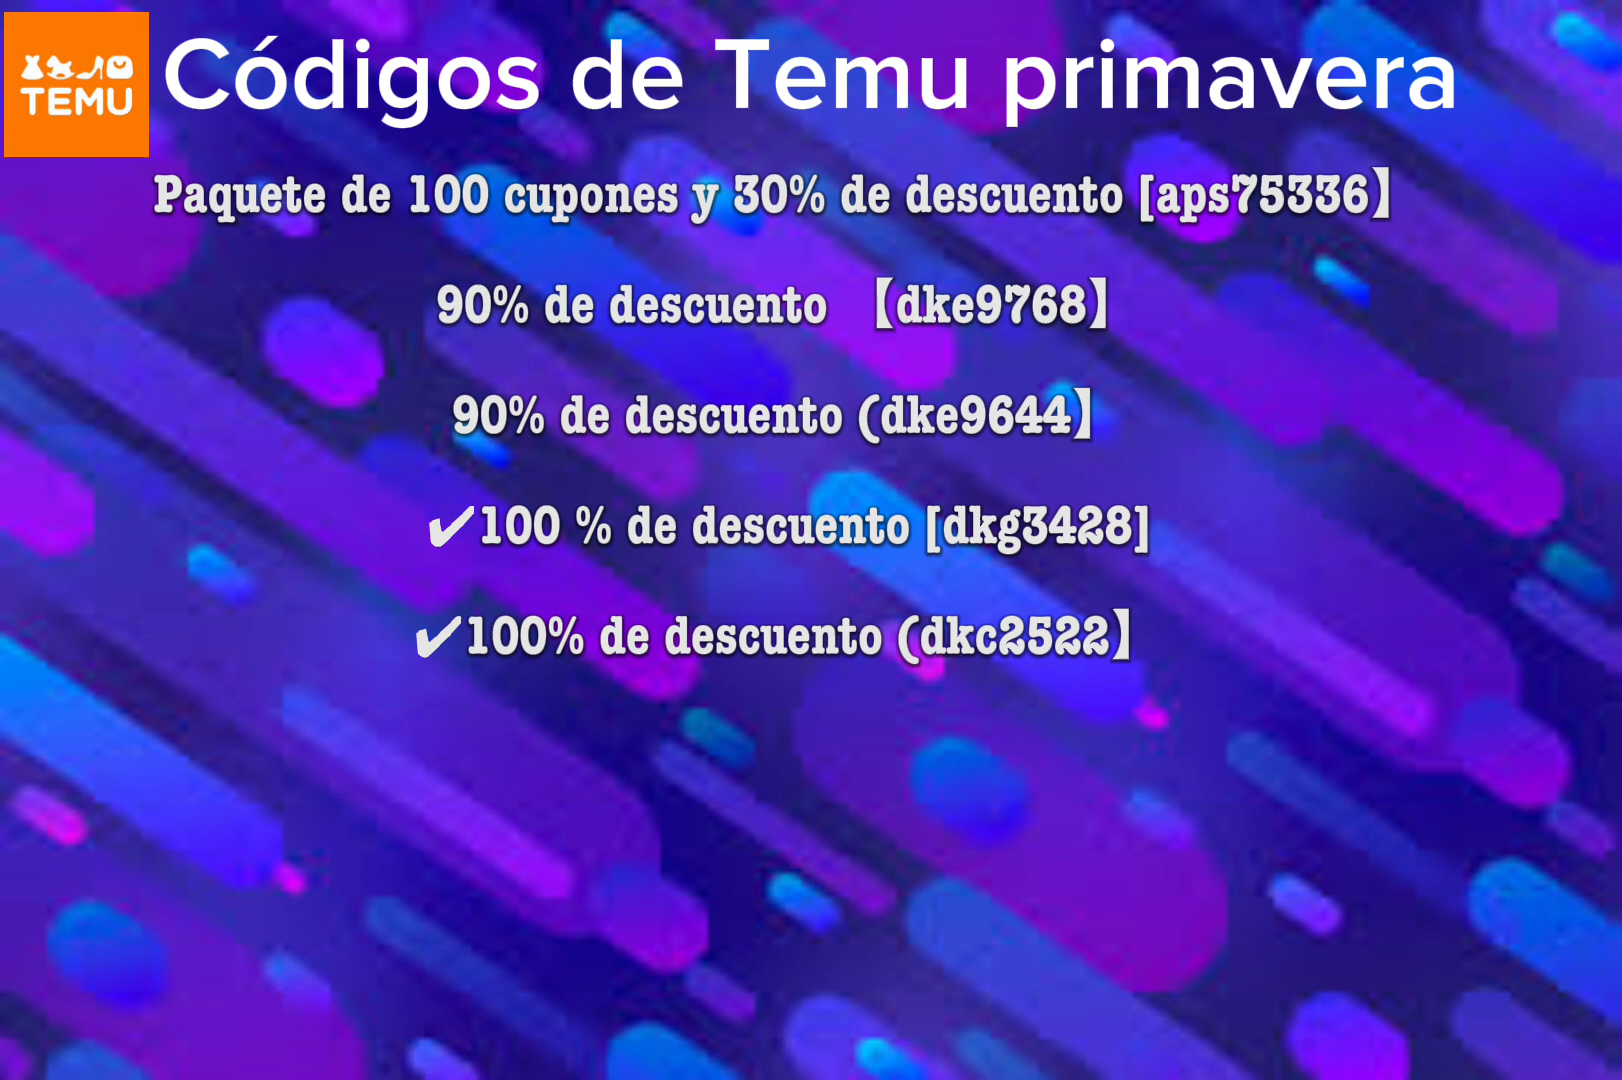 TEMU
Códigos de Temu primavera
Paquete de 100 cupones y 30% de descuento [aps75336】
90% de descuento 【dke9768】
90% de descuento (dke9644】
✔100 % de descuento [dkg3428]
✔100% de descuento (dkc2522】